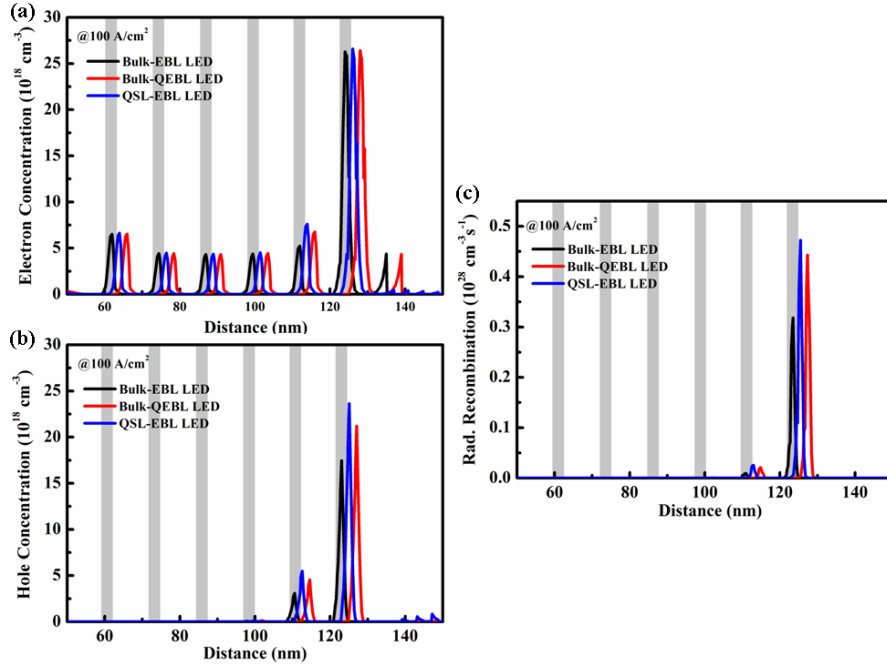 (a)
30
25
20
15
10
5
0
Electron Concentration (10¹⁸ cm⁻³)
@100 A/cm²
Bulk-EBL LED
Bulk-QEBL LED
QSL-EBL LED
60 80 100 120 140
Distance (nm)
(b)
30
25
20
15
10
5
0
Hole Concentration (10¹⁸ cm⁻³)
@100 A/cm²
Bulk-EBL LED
Bulk-QEBL LED
QSL-EBL LED
60 80 100 120 140
Distance (nm)
(c)
0.5
0.4
0.3
0.2
0.1
0.0
Rad. Recombination (10²⁸ cm⁻³s⁻¹)
@100 A/cm²
Bulk-EBL LED
Bulk-QEBL LED
QSL-EBL LED
60 80 100 120 140
Distance (nm)